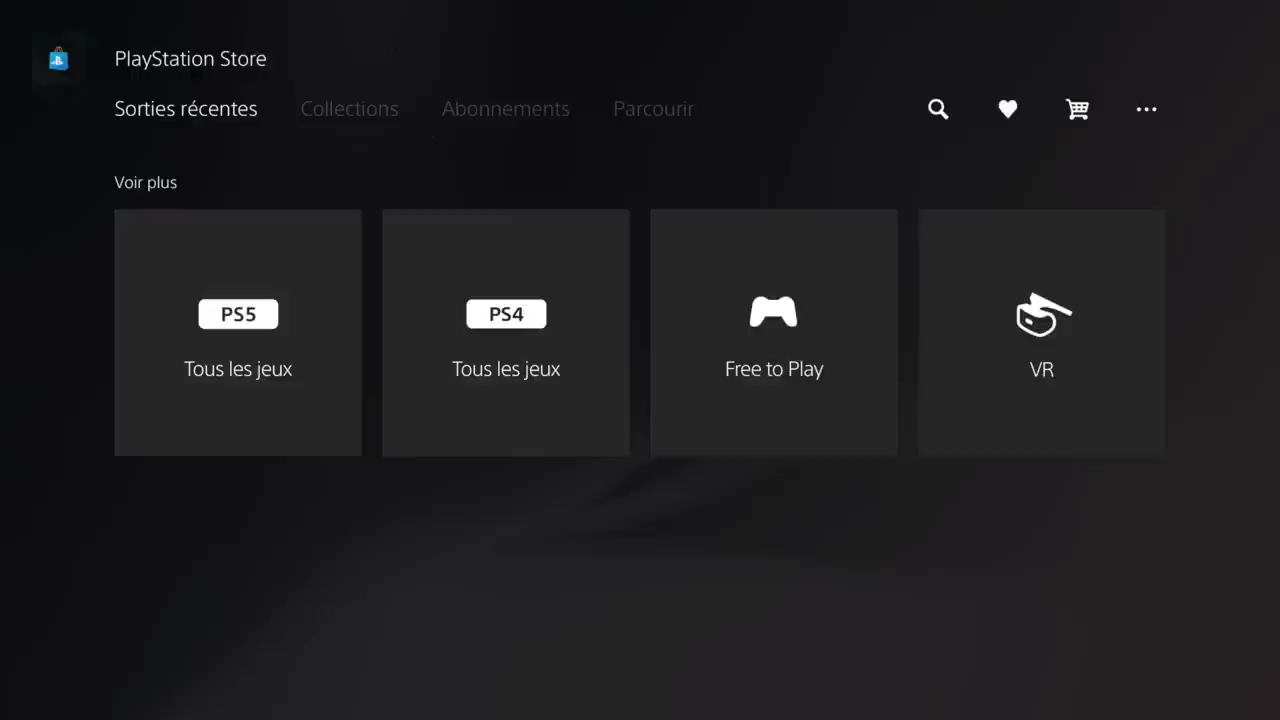 PlayStation Store
Sorties récentes
Collections
Abonnements
Parcourir
Voir plus
PS5
Tous les jeux
PS4
Tous les jeux
Free to Play
VR